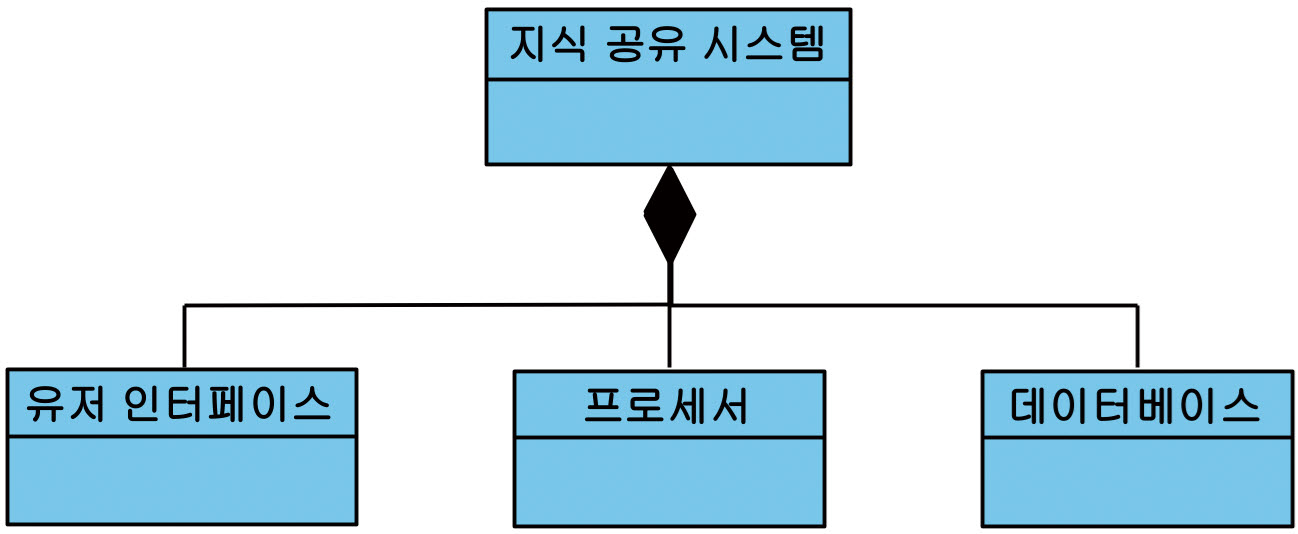 지식 공유 시스템
유저 인터페이스
프로세서
데이터베이스